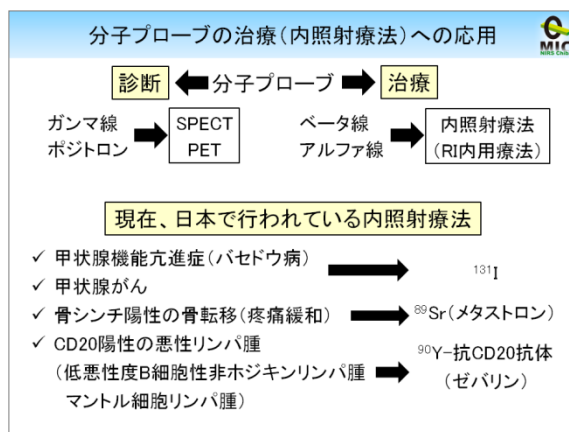 分子プローブの治療(内照射療法)への応用
MIC
NIRS Chiba
診断 分子プローブ 治療
ガンマ線
ポジトロン
SPECT
PET
ベータ線
アルファ線
内照射療法
(RI内用療法)
現在、日本で行われている内照射療法
✓ 甲状腺機能亢進症(バセドウ病)
✓ 甲状腺がん
¹³¹I
✓ 骨シンチ陽性の骨転移(疼痛緩和)
⁸⁹Sr(メタストロン)
✓ CD20陽性の悪性リンパ腫
(低悪性度B細胞性非ホジキンリンパ腫
マントル細胞リンパ腫)
⁹⁰Y-抗CD20抗体
(ゼバリン)